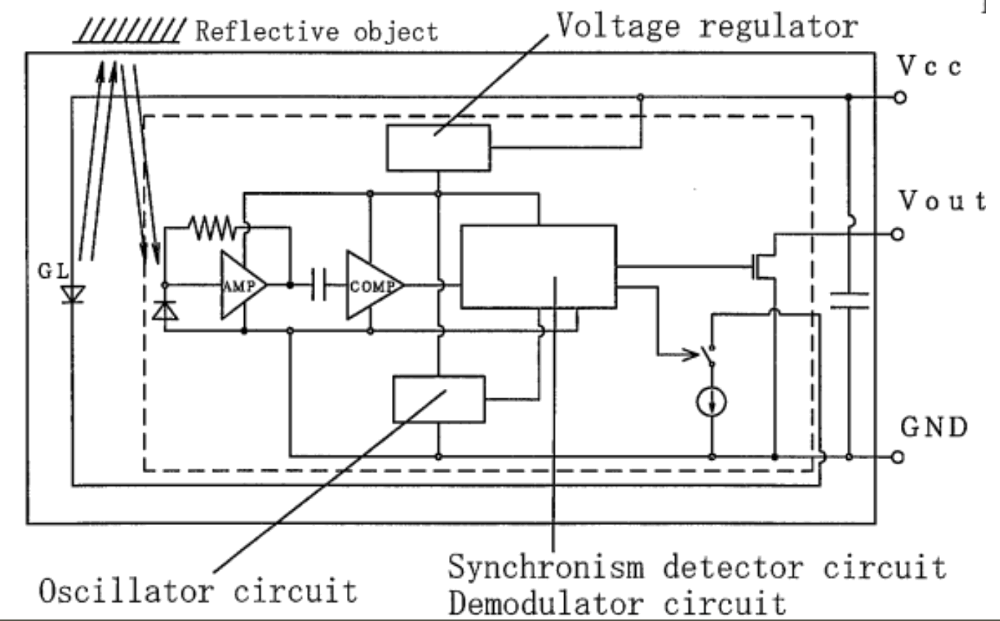 Reflective object
Voltage regulator
Vcc
Vout
GL
AMP
COMP
GND
Oscillator circuit
Synchronism detector circuit
Demodulator circuit